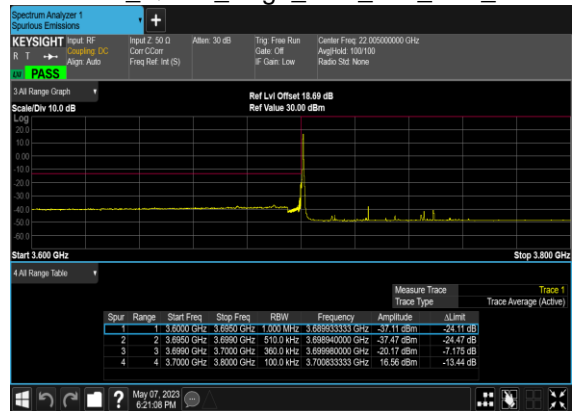 Spectrum Analyzer 1
Spurious Emissions
+
KEYSIGHT Input: RF Input Z: 50 Ω Atten: 30 dB Trig: Free Run Center Freq: 22.005000000 GHz
R T Coupling: DC Corr CCorr Gate: Off Avg|Hold: 100/100
Align: Auto Freq Ref: Int (S) IF Gain: Low Radio Std: None
PASS
3 All Range Graph
Ref Lvl Offset 18.69 dB
Scale/Div 10.0 dB Ref Value 30.00 dBm
Log
20.0
10.0
0.00
-10.0
-20.0
-30.0
-40.0
-50.0
-60.0
Start 3.600 GHz Stop 3.800 GHz
4 All Range Table
Measure Trace Trace 1
Trace Type Trace Average (Active)
Spur Range Start Freq Stop Freq RBW Frequency Amplitude ΔLimit
1 1 3.6000 GHz 3.6950 GHz 1.000 MHz 3.689933333 GHz -37.11 dBm -24.11 dB
2 2 3.6950 GHz 3.6990 GHz 510.0 kHz 3.698940000 GHz -37.47 dBm -24.47 dB
3 3 3.6990 GHz 3.7000 GHz 360.0 kHz 3.699980000 GHz -20.17 dBm -7.175 dB
4 4 3.7000 GHz 3.8000 GHz 100.0 kHz 3.700833333 GHz 16.56 dBm -13.44 dB
? May 07, 2023
6:21:08 PM